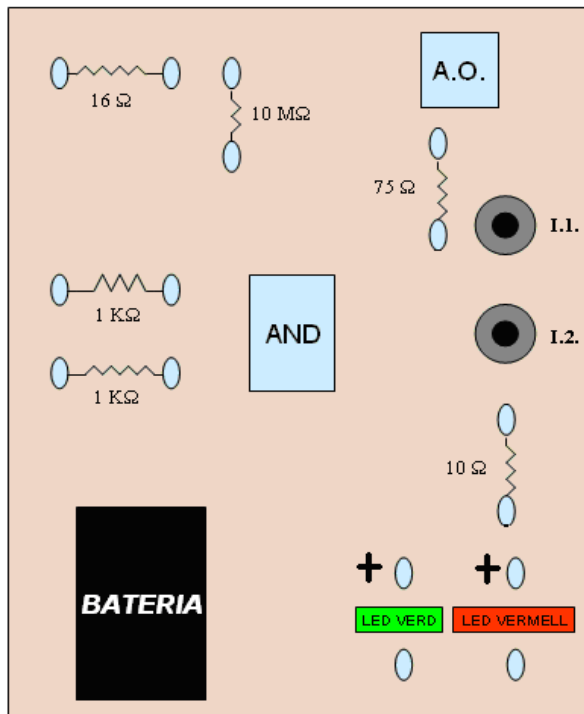 A.O.
16 Ω
10 MΩ
75 Ω
I.1.
1 KΩ
AND
I.2.
1 KΩ
10 Ω
+
+
BATERIA
LED VERD
LED VERMELL